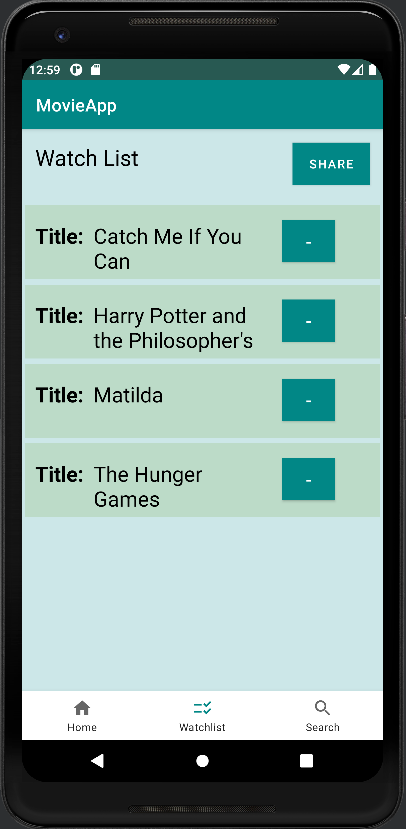 12:59
MovieApp
Watch List
SHARE
Title: Catch Me If You
Can
-
Title: Harry Potter and
the Philosopher's
-
Title: Matilda
-
Title: The Hunger
Games
-
Home
Watchlist
Search